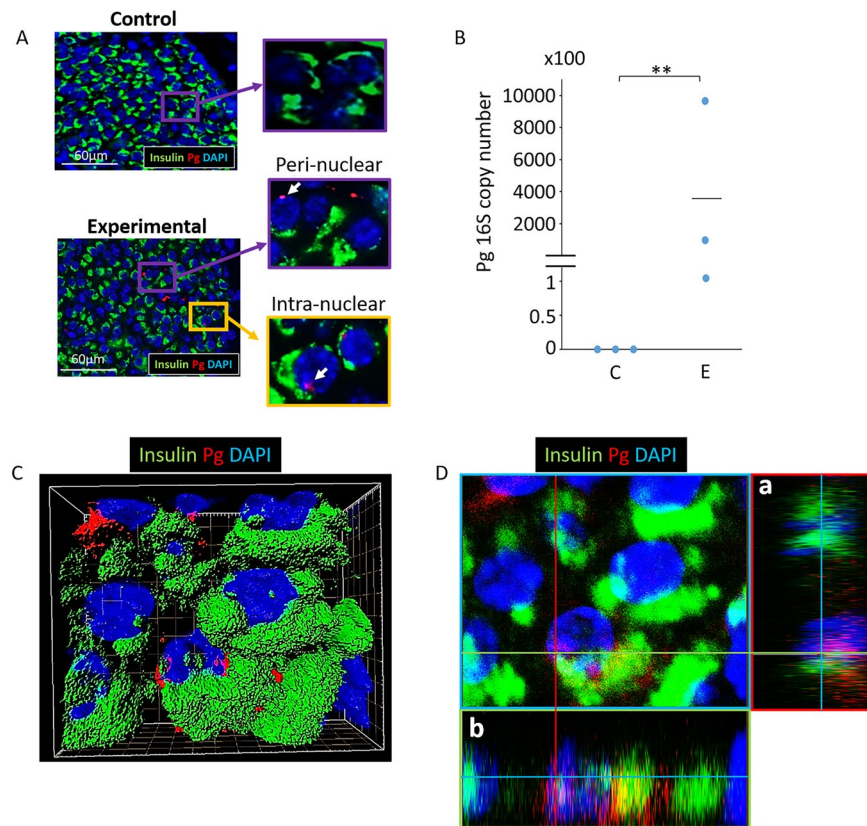 A
Control
60µm
Insulin Pg DAPI
Peri-nuclear
Experimental
Intra-nuclear
60µm
Insulin Pg DAPI
B
x100
**
Pg 16S copy number
10000
8000
6000
4000
2000
1
0.5
0
C
E
C
Insulin Pg DAPI
D
Insulin Pg DAPI
a
b